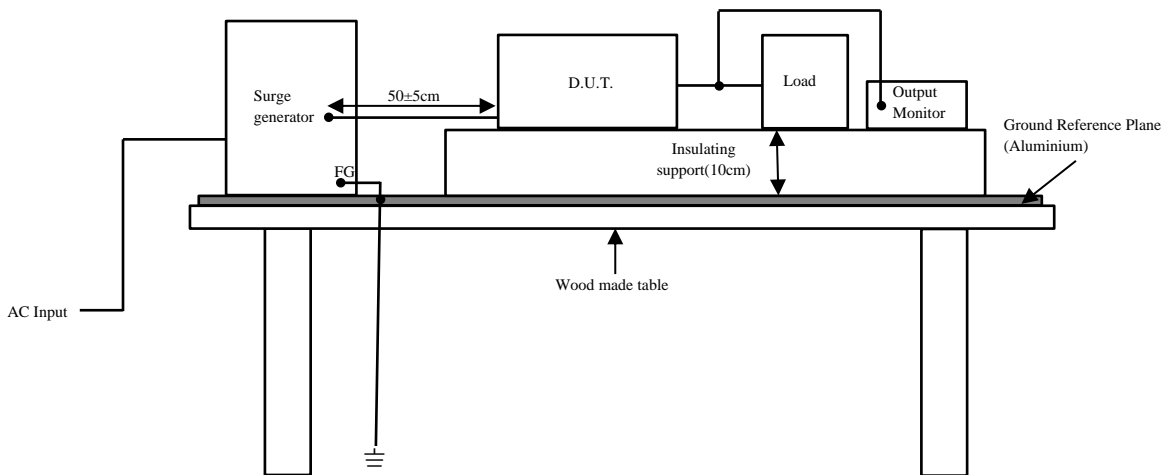 Surge
generator
50±5cm
D.U.T.
Load
Output
Monitor
Ground Reference Plane
(Aluminium)
Insulating
support(10cm)
FG
Wood made table
AC Input